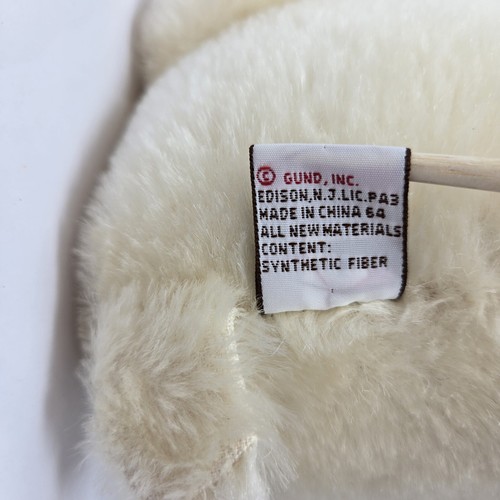 © GUND, INC.
EDISON,N.J.LIC.PA3
MADE IN CHINA 64
ALL NEW MATERIALS
CONTENT:
SYNTHETIC FIBER